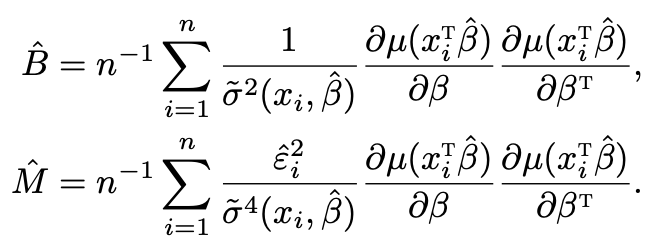 $\hat{B} = n^{-1} \sum_{i=1}^{n} \frac{1}{\tilde{\sigma}^2(x_i, \hat{\beta})} \frac{\partial \mu(x_i^{\mathrm{T}} \hat{\beta})}{\partial \beta} \frac{\partial \mu(x_i^{\mathrm{T}} \hat{\beta})}{\partial \beta^{\mathrm{T}}},$
$\hat{M} = n^{-1} \sum_{i=1}^{n} \frac{\hat{\varepsilon}_i^2}{\tilde{\sigma}^4(x_i, \hat{\beta})} \frac{\partial \mu(x_i^{\mathrm{T}} \hat{\beta})}{\partial \beta} \frac{\partial \mu(x_i^{\mathrm{T}} \hat{\beta})}{\partial \beta^{\mathrm{T}}}.$